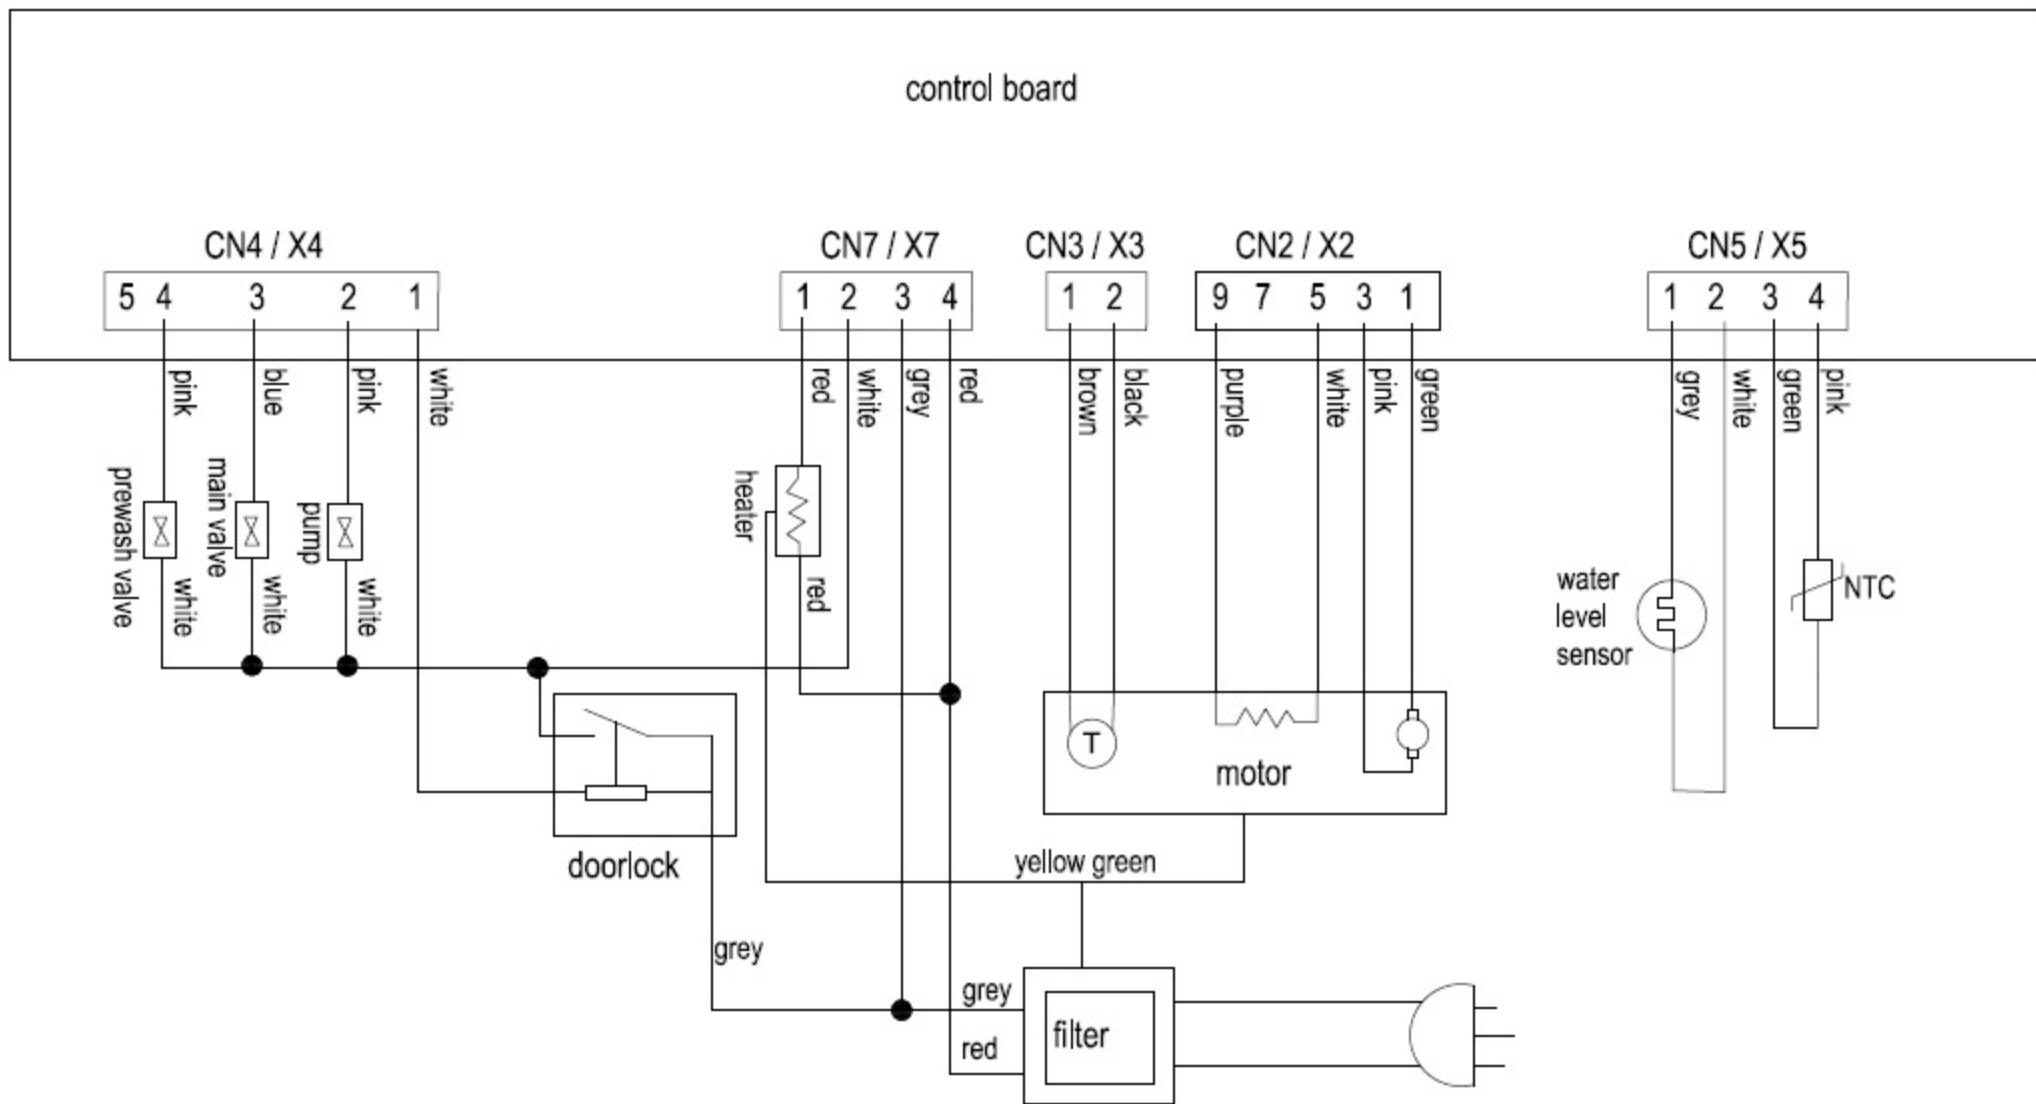 control board
CN4 / X4
CN7 / X7
CN3 / X3
CN2 / X2
CN5 / X5
5 4 3 2 1
1 2 3 4
1 2
9 7 5 3 1
1 2 3 4
pink
blue
pink
white
red
white
grey
red
brown
black
purple
white
pink
green
grey
white
green
pink
prewash valve
main valve
pump
heater
white
white
white
red
water
level
sensor
NTC
T
motor
doorlock
yellow green
grey
grey
red
filter